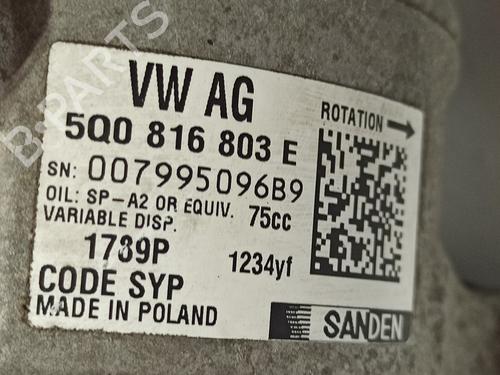 B-PARTS
VW AG
5Q0 816 803 E
ROTATION
SN: 007995096B9
OIL: SP-A2 OR EQUIV. 75cc
VARIABLE DISP.
1789P 1234yf
CODE SYP
MADE IN POLAND
SANDEN